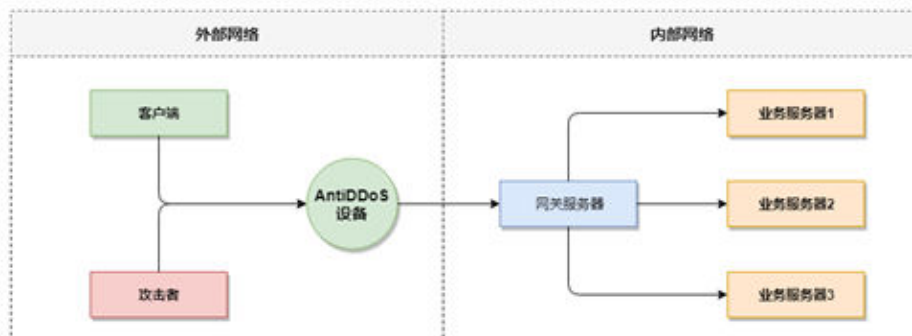 外部网络
内部网络
客户端
业务服务器1
AntiDDoS
设备
网关服务器
业务服务器2
攻击者
业务服务器3